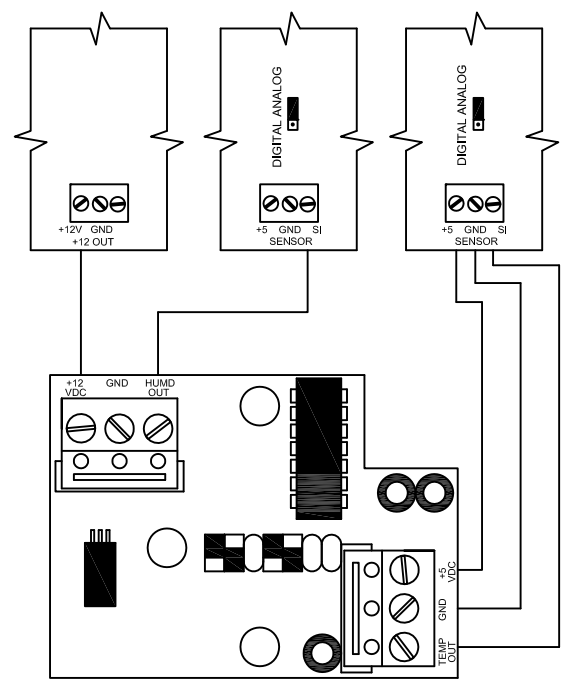 DIGITAL ANALOG
DIGITAL ANALOG
+12V GND
+12 OUT
+5 GND SI
SENSOR
+5 GND SI
SENSOR
+12
VDC
GND
HUMD
OUT
+5
VDC
GND
TEMP
OUT